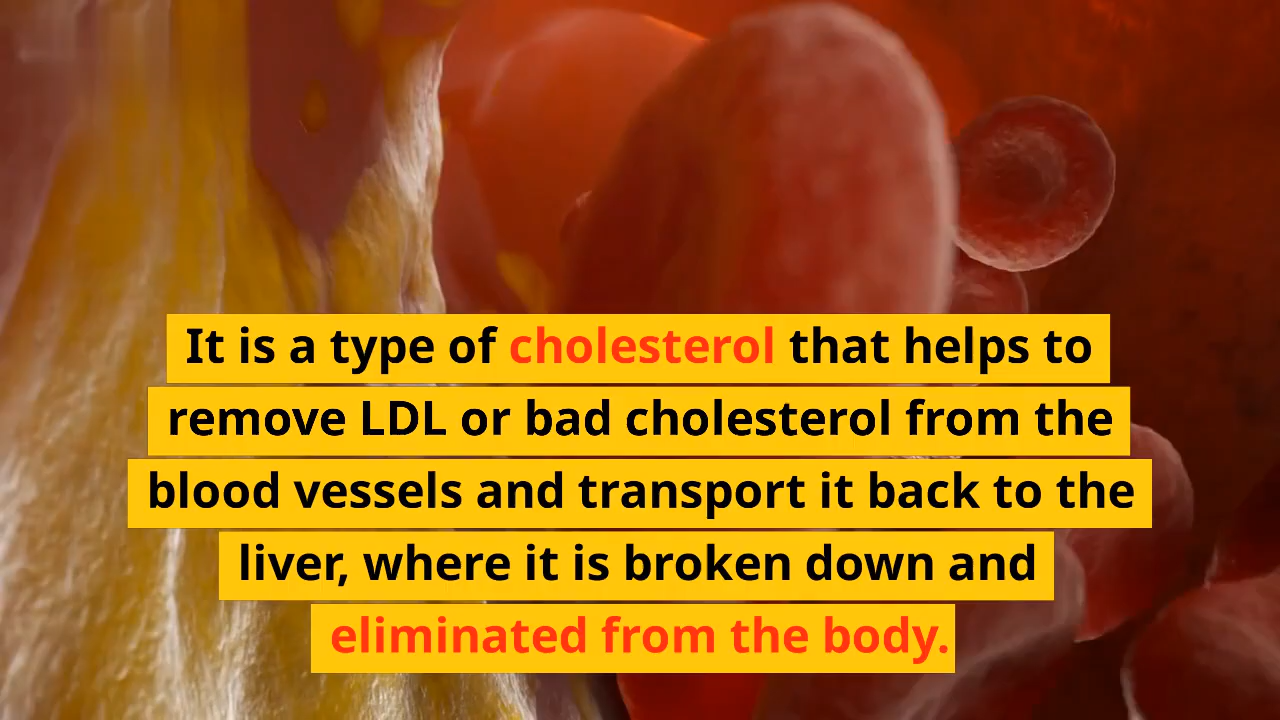 It is a type of cholesterol that helps to
remove LDL or bad cholesterol from the
blood vessels and transport it back to the
liver, where it is broken down and
eliminated from the body.